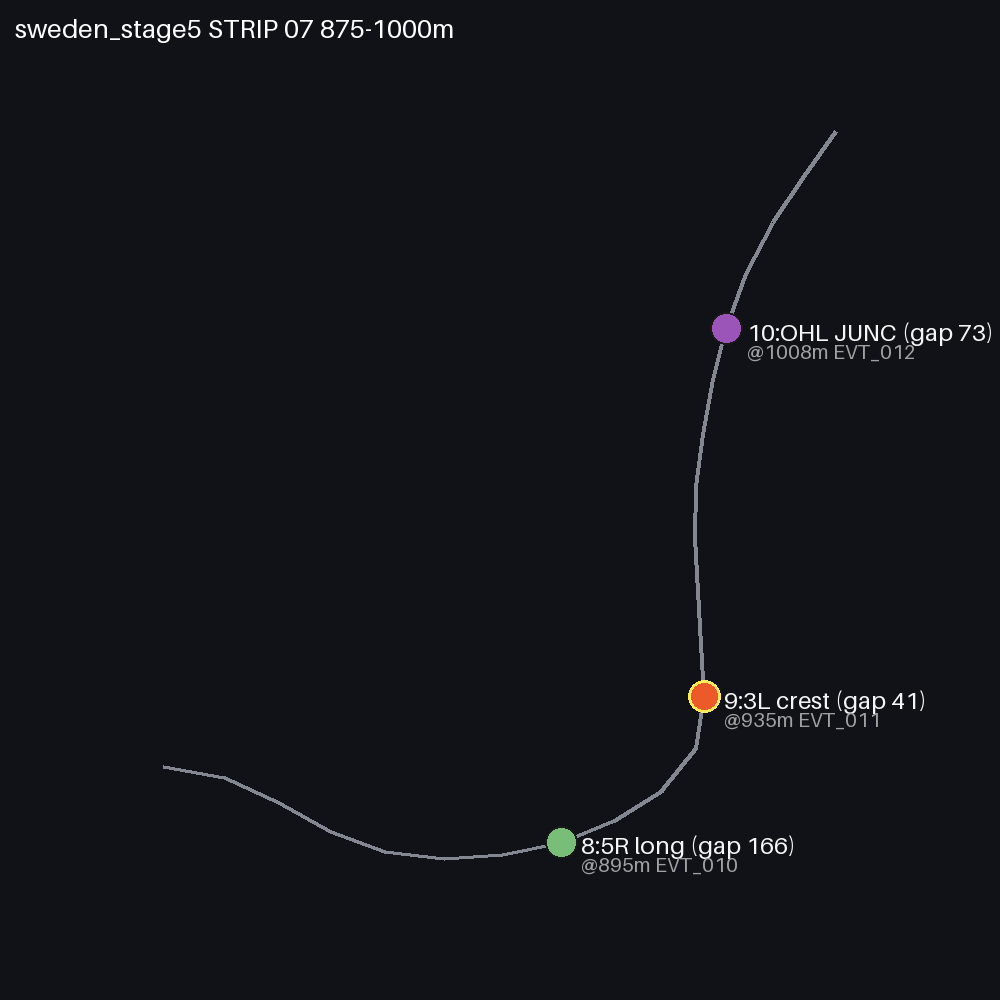 sweden_stage5 STRIP 07 875-1000m
10:OHL JUNC (gap 73)
@1008m EVT_012
9:3L crest (gap 41)
@935m EVT_011
8:5R long (gap 166)
@895m EVT_010